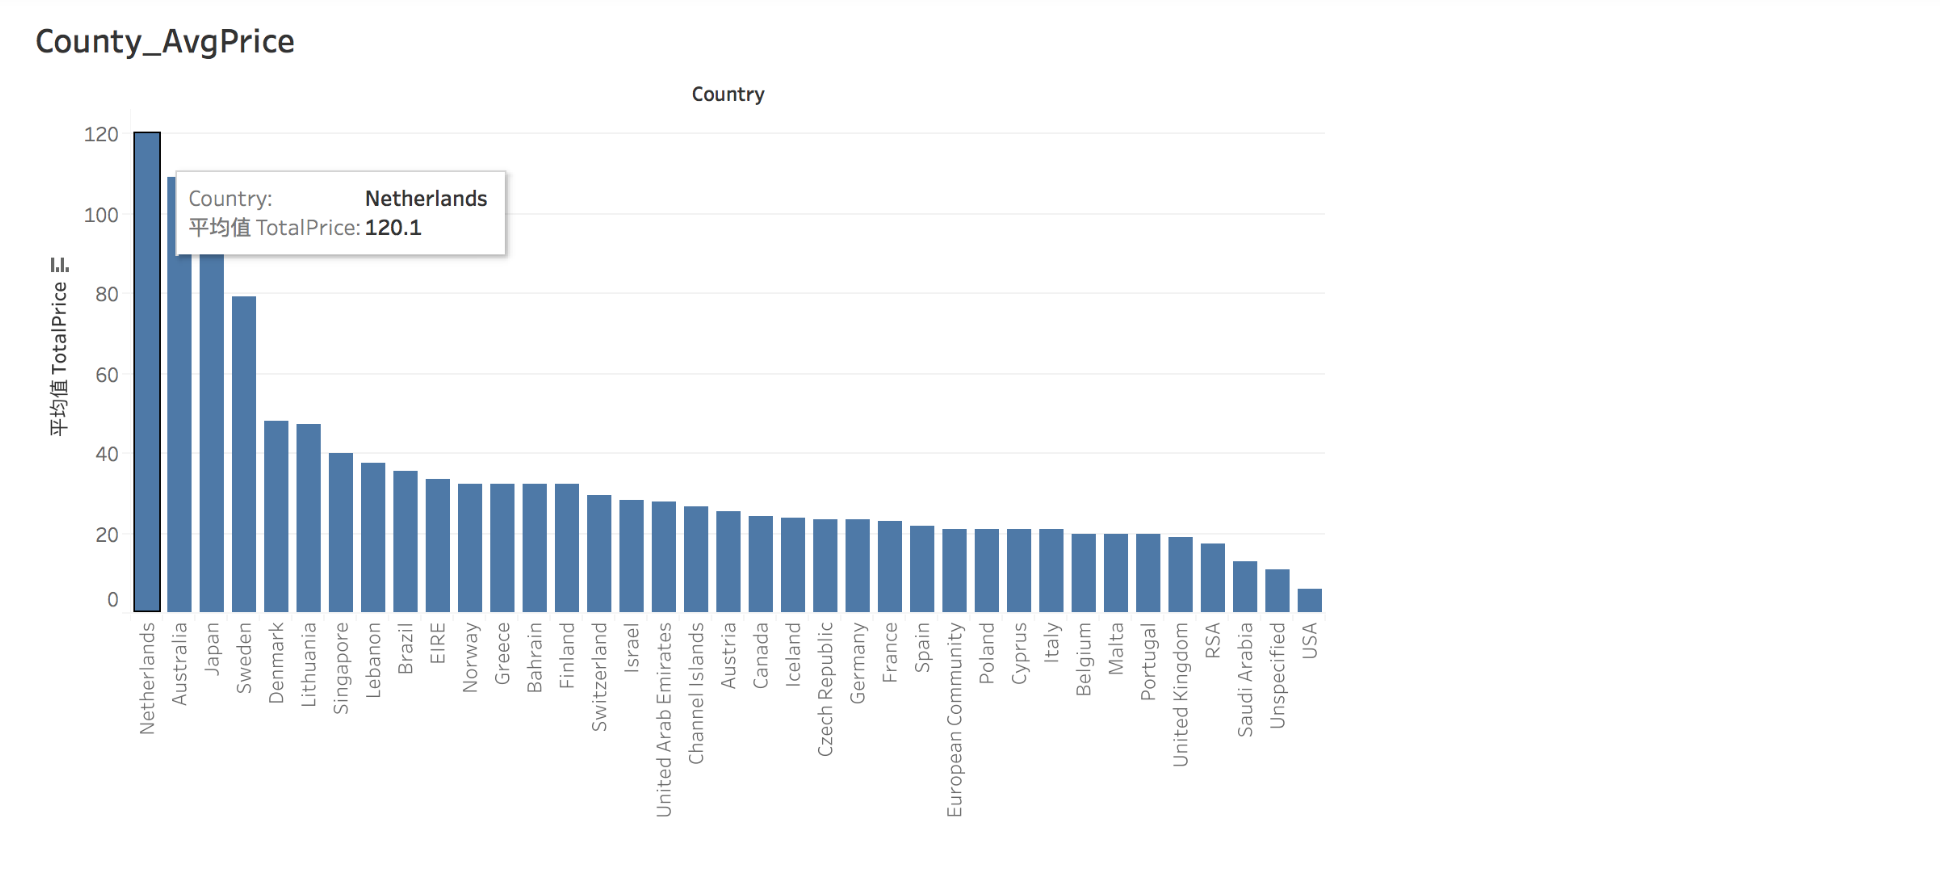 County_AvgPrice
Country
平均值 TotalPrice
120
100
80
60
40
20
0
Country: Netherlands
平均值 TotalPrice: 120.1
Netherlands
Australia
Japan
Sweden
Denmark
Lithuania
Singapore
Lebanon
Brazil
EIRE
Norway
Greece
Bahrain
Finland
Switzerland
Israel
United Arab Emirates
Channel Islands
Austria
Canada
Iceland
Czech Republic
Germany
France
Spain
European Community
Poland
Cyprus
Italy
Belgium
Malta
Portugal
United Kingdom
RSA
Saudi Arabia
Unspecified
USA